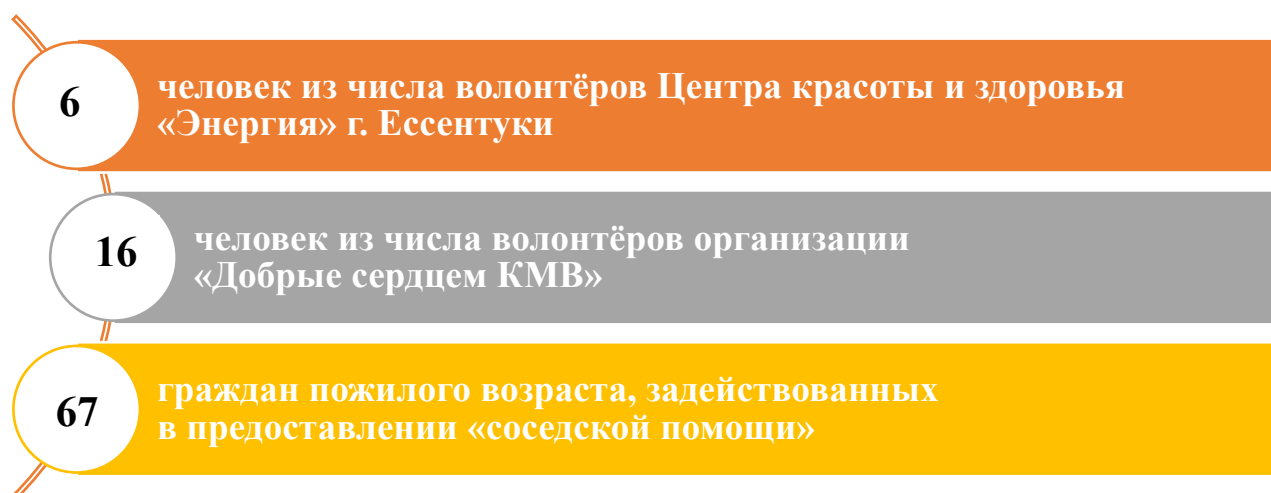 6
человек из числа волонтёров Центра красоты и здоровья
«Энергия» г. Ессентуки
16
человек из числа волонтёров организации
«Добрые сердцем КМВ»
67
граждан пожилого возраста, задействованных
в предоставлении «соседской помощи»